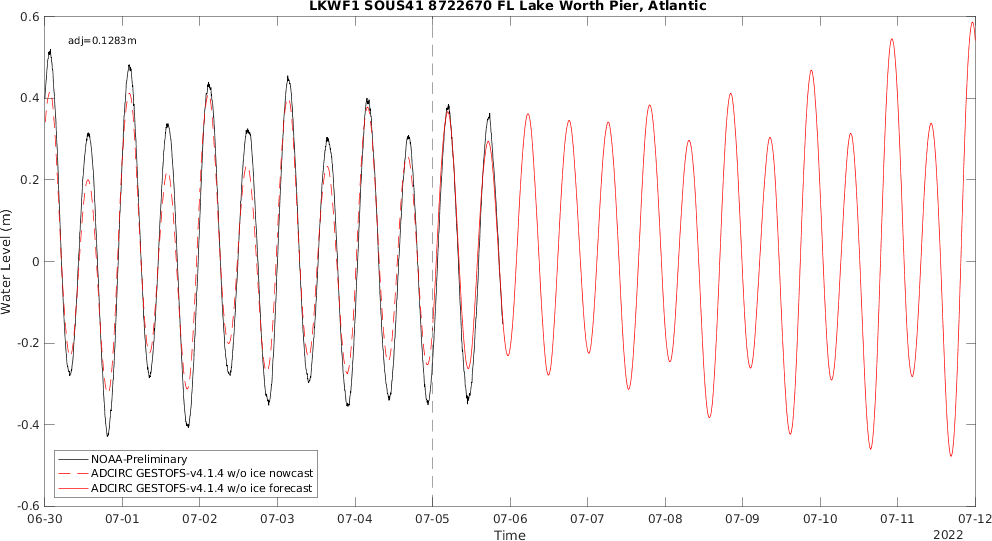 LKWF1 SOUS41 8722670 FL Lake Worth Pier, Atlantic
adj=0.1283m
Water Level (m)
0.6
0.4
0.2
0
-0.2
-0.4
-0.6
NOAA-Preliminary
ADCIRC GESTOFS-v4.1.4 w/o ice nowcast
ADCIRC GESTOFS-v4.1.4 w/o ice forecast
06-30 07-01 07-02 07-03 07-04 07-05 07-06 07-07 07-08 07-09 07-10 07-11 07-12
Time
2022